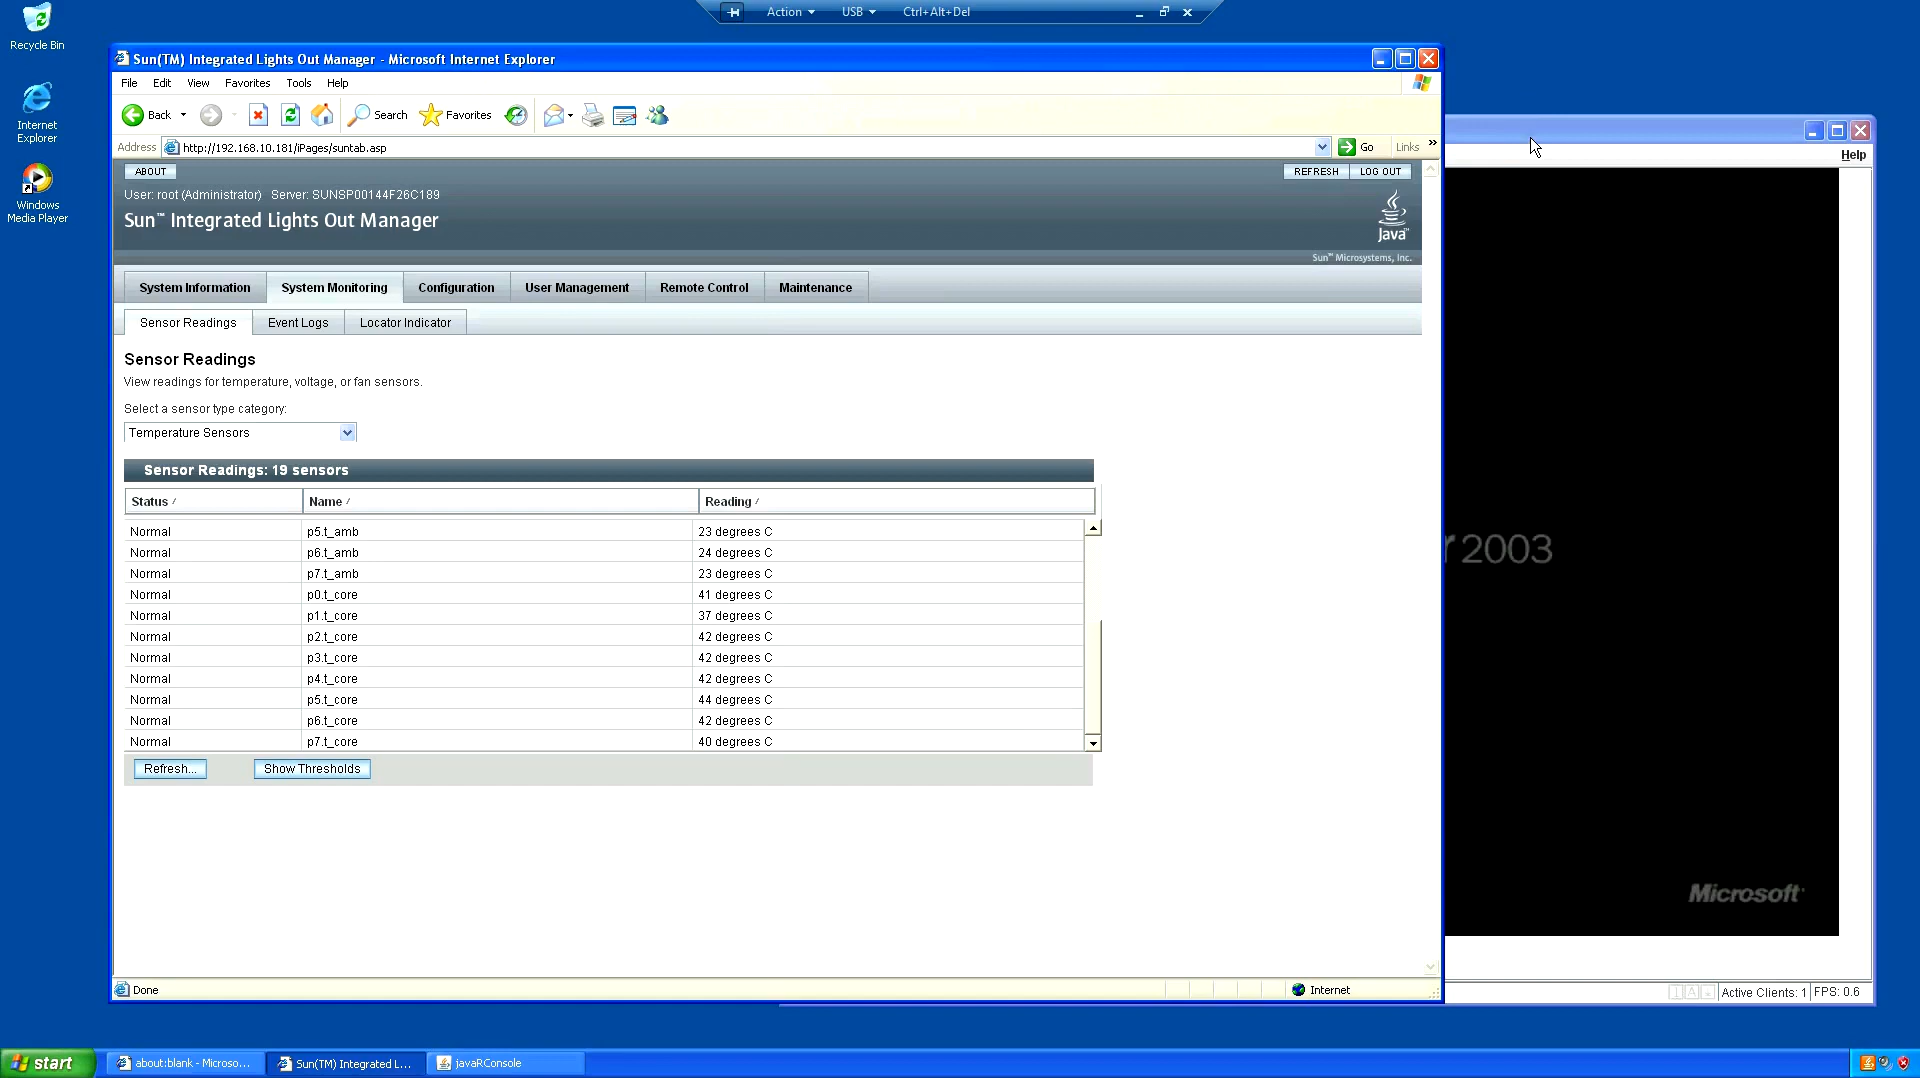 Action USB Ctrl+Alt+Del
Recycle Bin
Internet
Explorer
Windows
Media Player
Sun(TM) Integrated Lights Out Manager - Microsoft Internet Explorer
File Edit View Favorites Tools Help
Back Search Favorites
Address http://192.168.10.181/iPages/suntab.asp Go Links »
Help
ABOUT REFRESH LOG OUT
User: root (Administrator) Server: SUNSP00144F26C189
Sun™ Integrated Lights Out Manager
Java™
Sun™ Microsystems, Inc.
System Information System Monitoring Configuration User Management Remote Control Maintenance
Sensor Readings Event Logs Locator Indicator
Sensor Readings
View readings for temperature, voltage, or fan sensors.
Select a sensor type category:
Temperature Sensors
Sensor Readings: 19 sensors
Status Name Reading
Normal p5.t_amb 23 degrees C
Normal p6.t_amb 24 degrees C
Normal p7.t_amb 23 degrees C
Normal p0.t_core 41 degrees C
Normal p1.t_core 37 degrees C
Normal p2.t_core 42 degrees C
Normal p3.t_core 42 degrees C
Normal p4.t_core 42 degrees C
Normal p5.t_core 44 degrees C
Normal p6.t_core 42 degrees C
Normal p7.t_core 40 degrees C
Refresh... Show Thresholds
r 2003
Microsoft
Done Internet
Active Clients: 1 FPS: 0.6
start about:blank - Microso... Sun(TM) Integrated L... javaRConsole